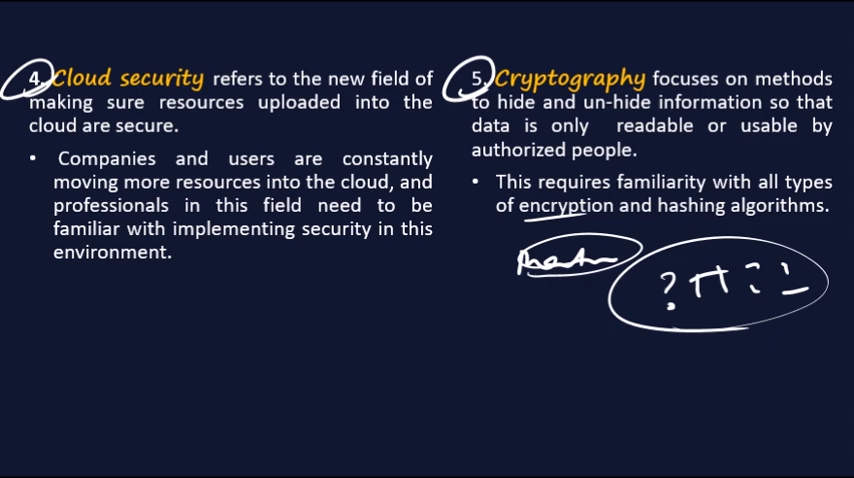 4. Cloud security refers to the new field of
making sure resources uploaded into the
cloud are secure.
• Companies and users are constantly
moving more resources into the cloud, and
professionals in this field need to be
familiar with implementing security in this
environment.
5. Cryptography focuses on methods
to hide and un-hide information so that
data is only readable or usable by
authorized people.
• This requires familiarity with all types
of encryption and hashing algorithms.